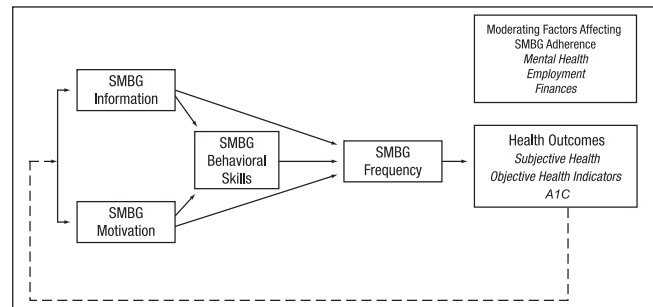 Moderating Factors Affecting
SMBG Adherence
Mental Health
Employment
Finances
SMBG
Information
SMBG
Behavioral
Skills
SMBG
Motivation
SMBG
Frequency
Health Outcomes
Subjective Health
Objective Health Indicators
A1C